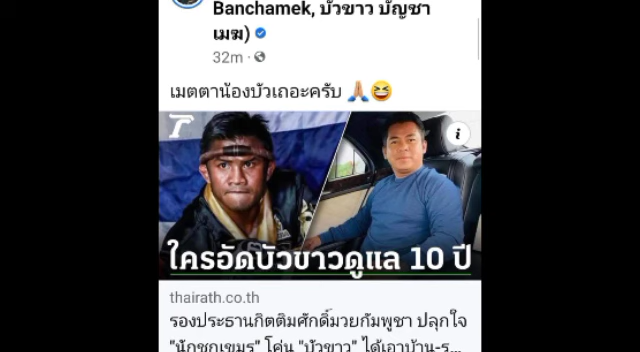 Banchamek, บัวขาว บัญชา
เมฆ)
32m ·
เมตตาน้องบัวเถอะครับ 🙏😆
ใครอัดบัวขาวดูแล 10 ปี
thairath.co.th
รองประธานกิตติมศักดิ์มวยกัมพูชา ปลุกใจ
"นักชกเขมร" โค่น "บัวขาว" ได้เอาบ้าน-ร...